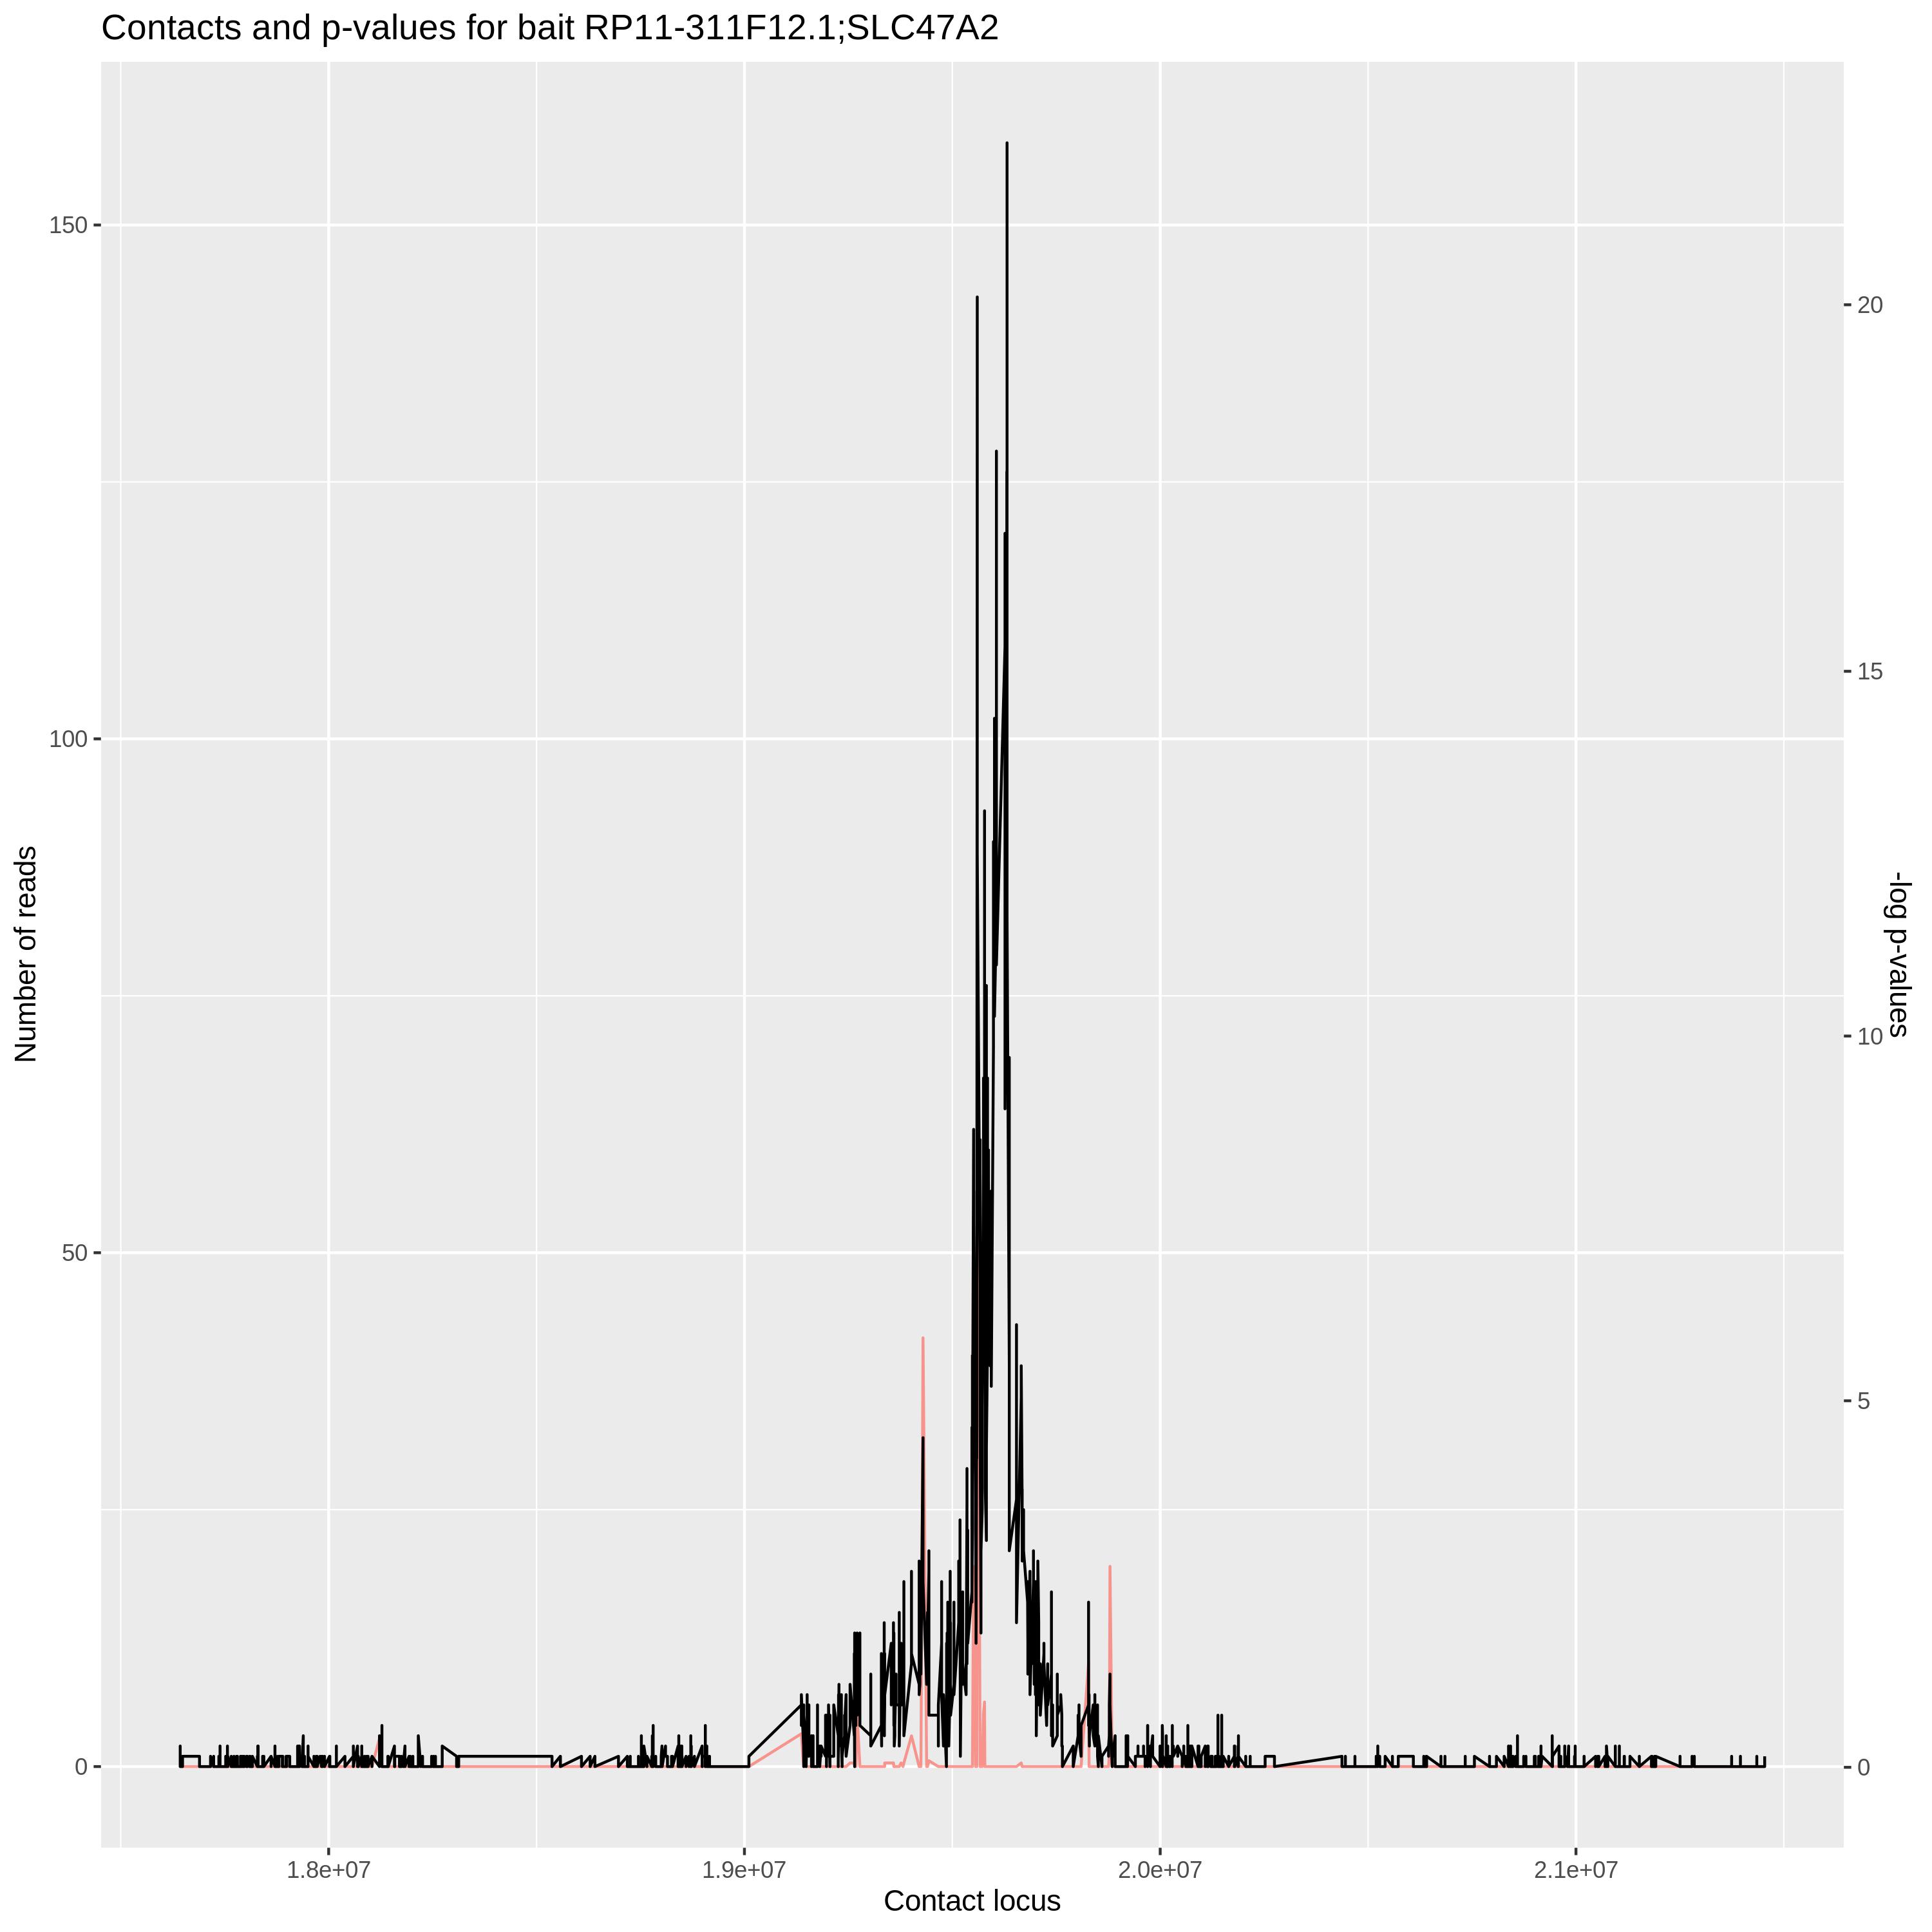 Contacts and p-values for bait RP11-311F12.1;SLC47A2
150
100
50
0
Number of reads
20
15
10
5
0
-log p-values
1.8e+07
1.9e+07
2.0e+07
2.1e+07
Contact locus